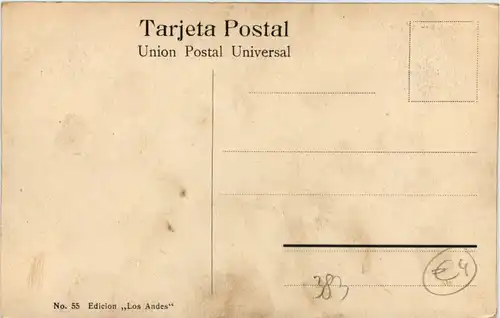 Tarjeta Postal
Union Postal Universal
383
€4
No. 55 Edicion „Los Andes"